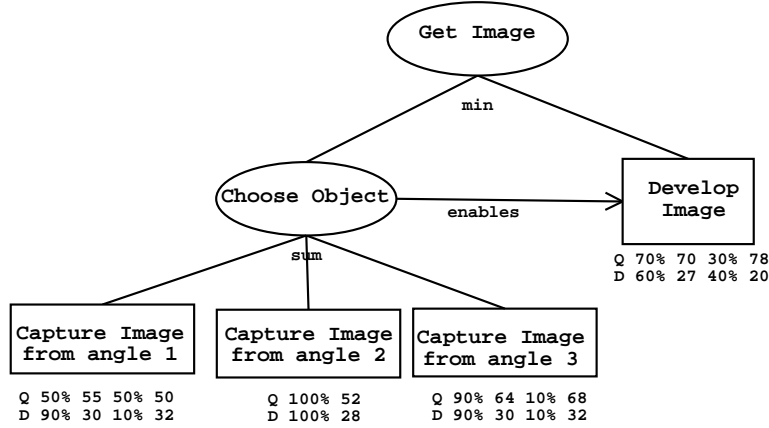 Get Image
min
Choose Object
enables
Develop
Image
Q 70% 70 30% 78
D 60% 27 40% 20
sum
Capture Image
from angle 1
Capture Image
from angle 2
Capture Image
from angle 3
Q 50% 55 50% 50
D 90% 30 10% 32
Q 100% 52
D 100% 28
Q 90% 64 10% 68
D 90% 30 10% 32